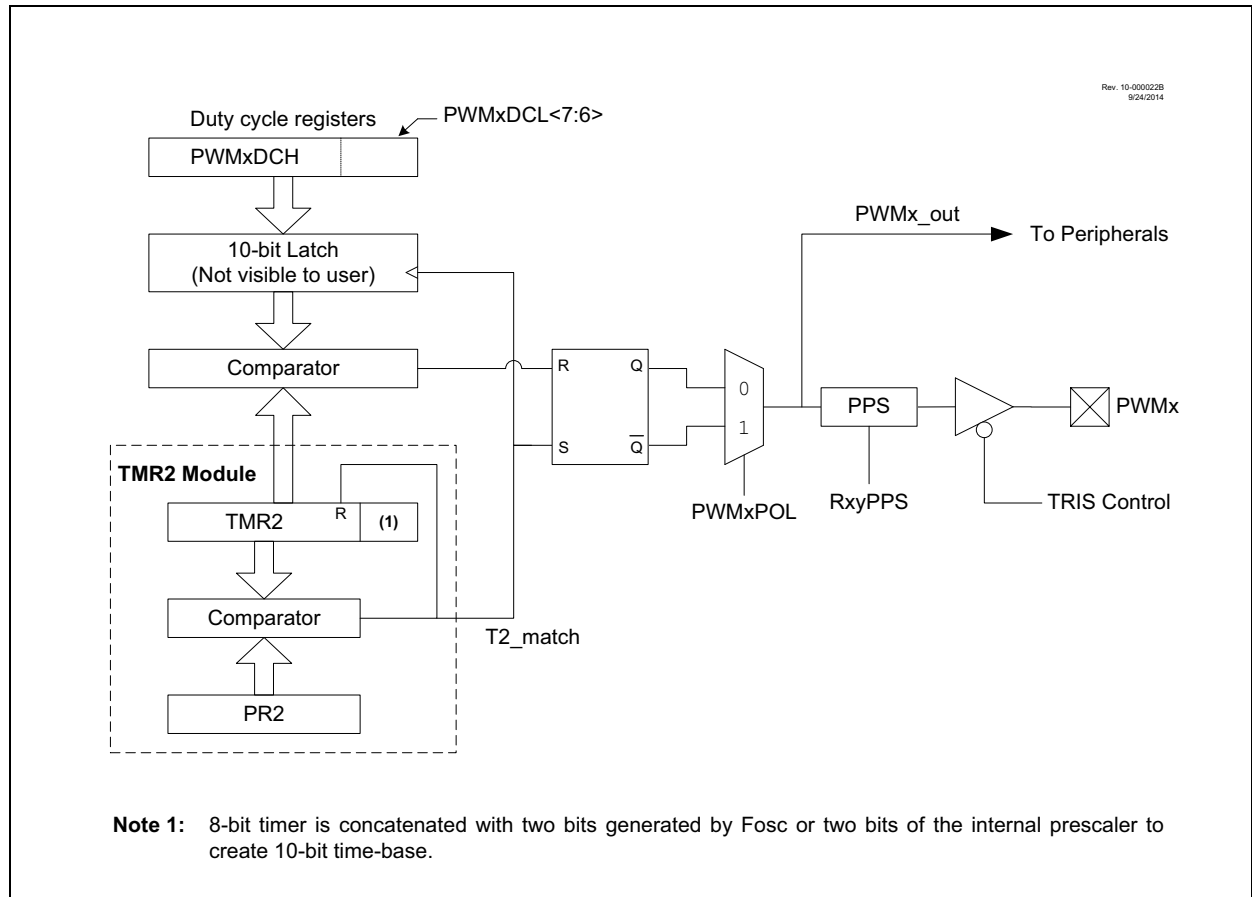 Rev. 10-000022B
9/24/2014
Duty cycle registers
PWMxDCL<7:6>
PWMxDCH
10-bit Latch
(Not visible to user)
Comparator
PWMx_out
To Peripherals
R
Q
S
Q̅
0
1
PPS
PWMx
PWMxPOL
RxyPPS
TRIS Control
TMR2 Module
TMR2
R
(1)
Comparator
T2_match
PR2
Note 1: 8-bit timer is concatenated with two bits generated by Fosc or two bits of the internal prescaler to
create 10-bit time-base.